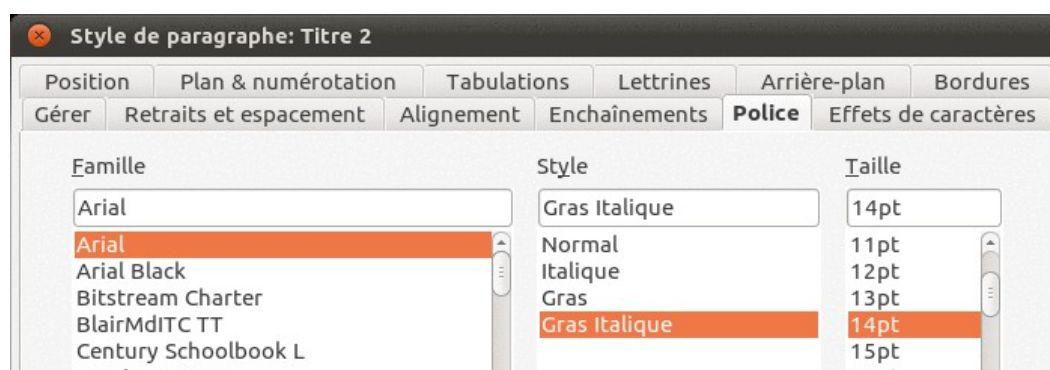 Style de paragraphe: Titre 2
Position Plan & numérotation Tabulations Lettrines Arrière-plan Bordures
Gérer Retraits et espacement Alignement Enchaînements Police Effets de caractères
Famille Style Taille
Arial Gras Italique 14pt
Arial Normal 11pt
Arial Black Italique 12pt
Bitstream Charter Gras 13pt
BlairMdITC TT Gras Italique 14pt
Century Schoolbook L 15pt